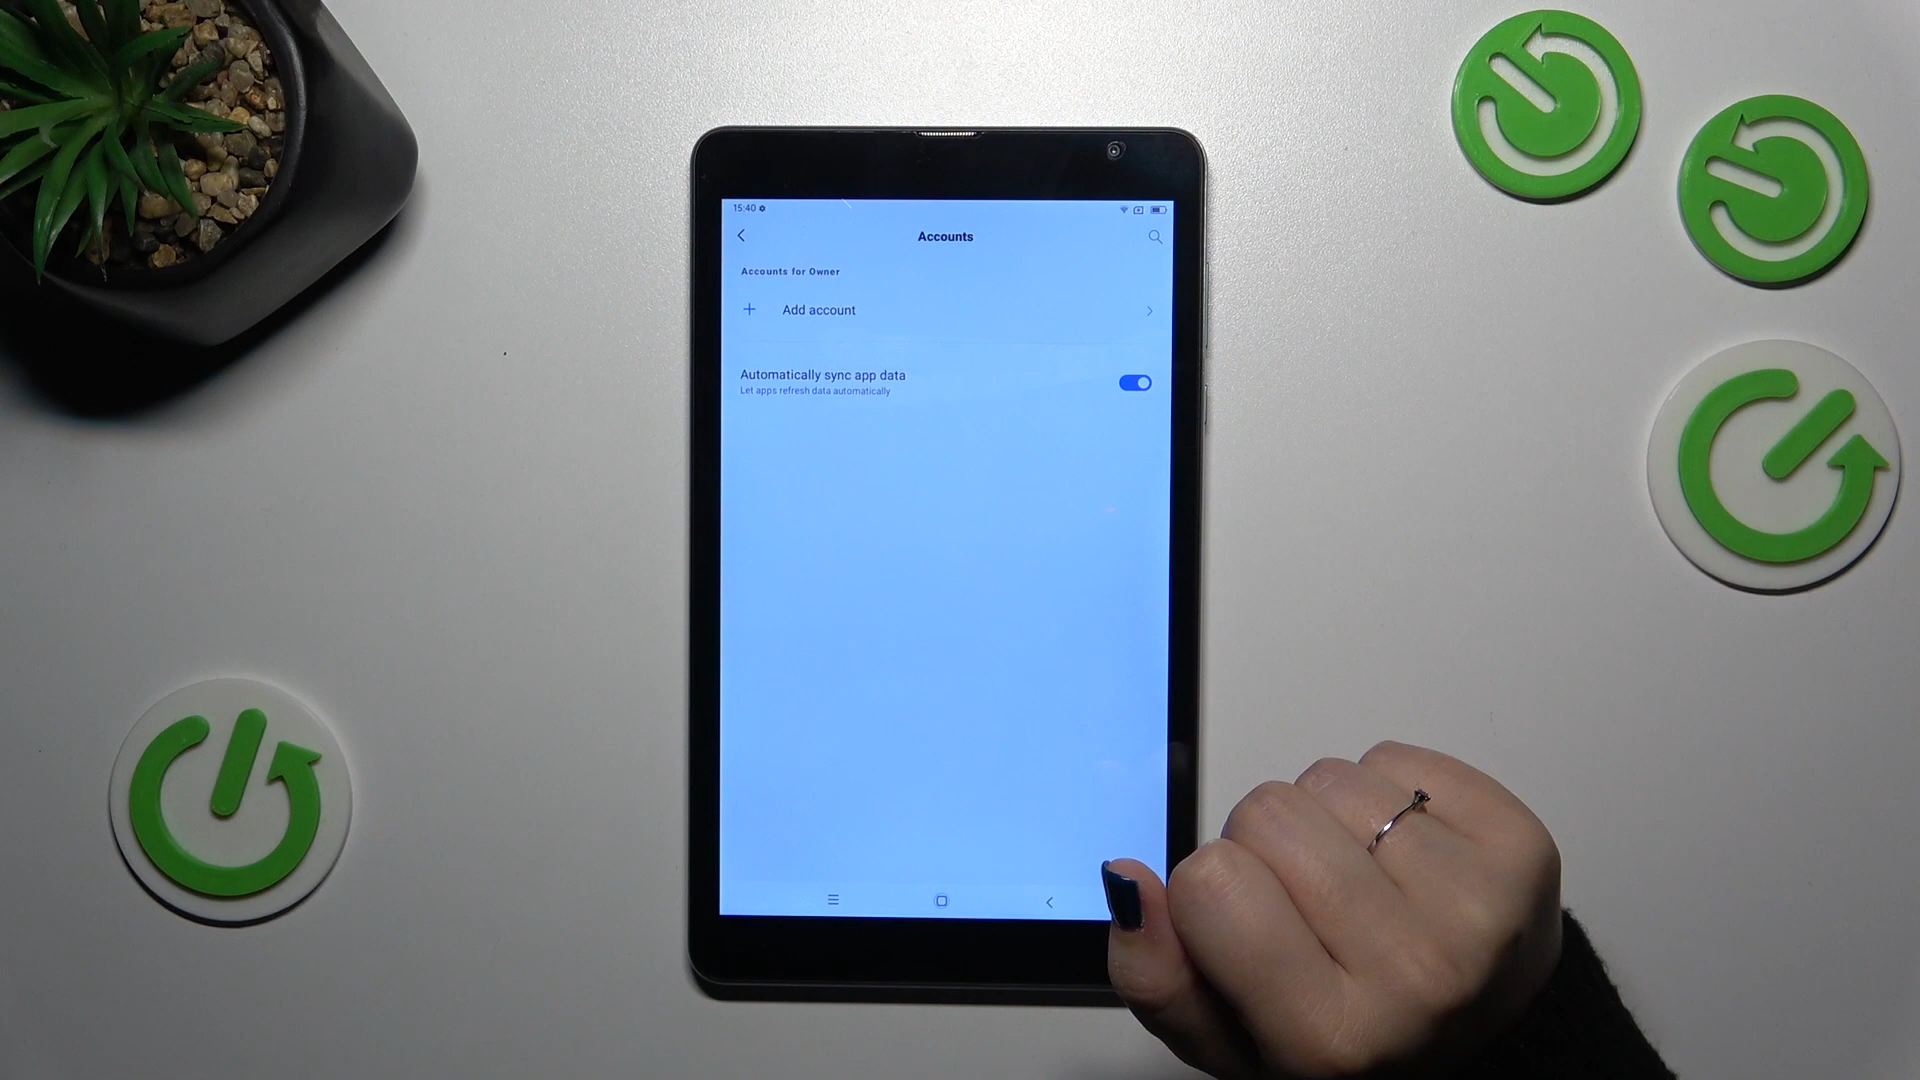 15:40
Accounts
Accounts for Owner
Add account
Automatically sync app data
Let apps refresh data automatically